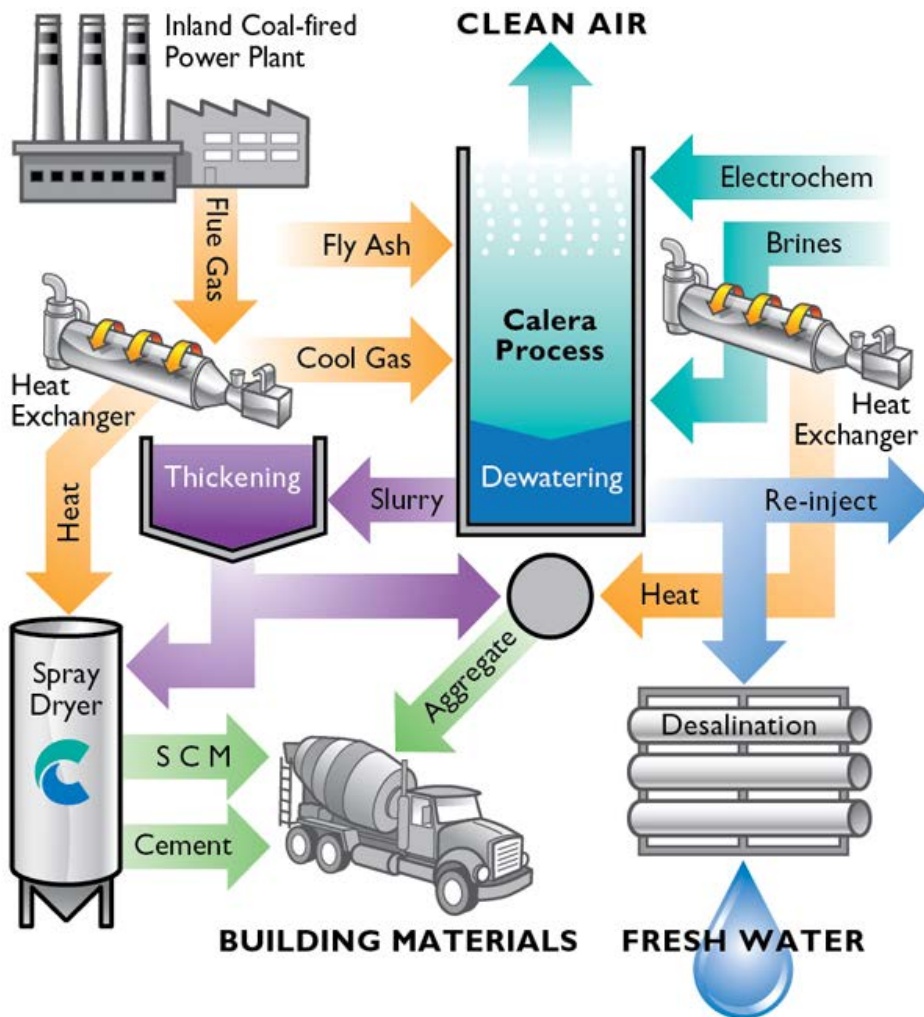 Inland Coal-fired
Power Plant
CLEAN AIR
Flue Gas
Fly Ash
Electrochem
Brines
Calera
Process
Cool Gas
Heat
Exchanger
Heat
Exchanger
Thickening
Slurry
Dewatering
Re-inject
Heat
Heat
Aggregate
Spray
Dryer
Desalination
S C M
Cement
BUILDING MATERIALS
FRESH WATER